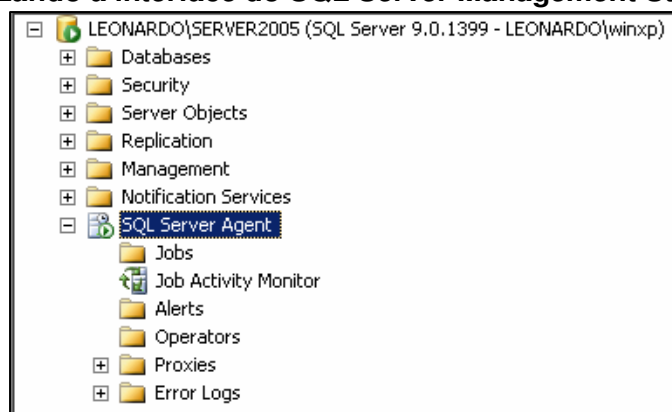 LEONARDO\SERVER2005 (SQL Server 9.0.1399 - LEONARDO\winxp)
Databases
Security
Server Objects
Replication
Management
Notification Services
SQL Server Agent
Jobs
Job Activity Monitor
Alerts
Operators
Proxies
Error Logs